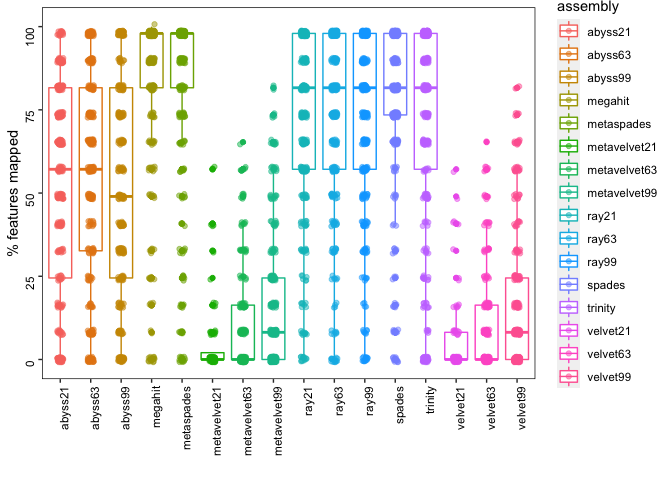 assembly
100
75
50
25
0
% features mapped
abyss21
abyss63
abyss99
megahit
metaspades
metavelvet21
metavelvet63
metavelvet99
ray21
ray63
ray99
spades
trinity
velvet21
velvet63
velvet99
abyss21
abyss63
abyss99
megahit
metaspades
metavelvet21
metavelvet63
metavelvet99
ray21
ray63
ray99
spades
trinity
velvet21
velvet63
velvet99